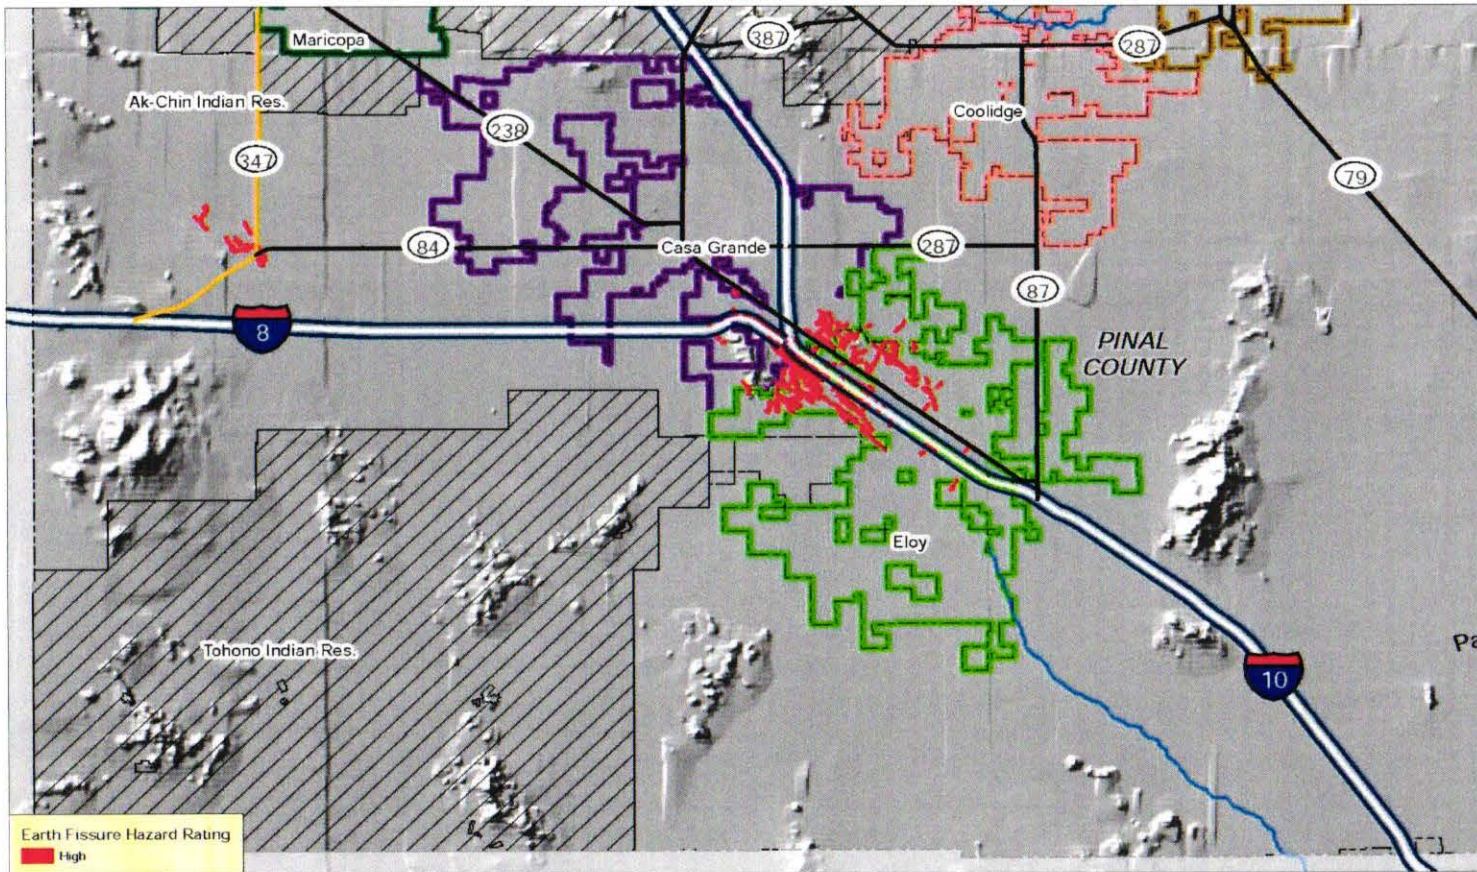 Maricopa
387
287
Ak-Chin Indian Res.
238
Coolidge
347
79
84
Casa Grande
287
87
8
PINAL
COUNTY
Eloy
Tohono Indian Res.
10
Earth Fissure Hazard Rating
High